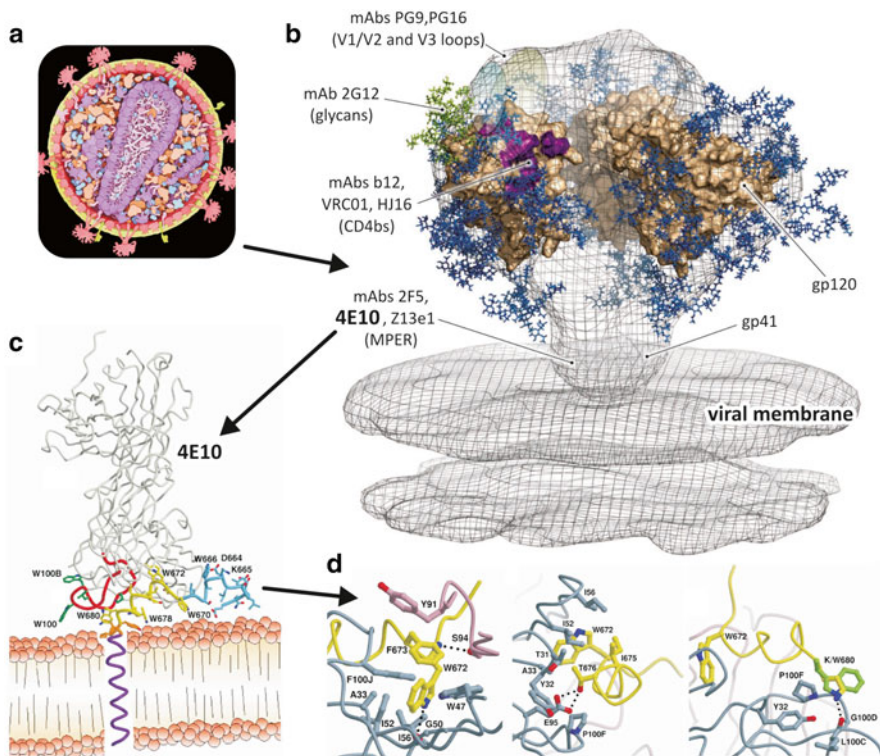 a
b
mAbs PG9,PG16
(V1/V2 and V3 loops)
mAb 2G12
(glycans)
mAbs b12,
VRC01, HJ16
(CD4bs)
gp120
mAbs 2F5,
4E10, Z13e1
(MPER)
gp41
viral membrane
c
4E10
W666
D664
K665
W672
W100B
W100
W680
W678
W670
d
Y91
S94
F673
W672
F100J
A33
W47
I52
G50
I56
I56
I52
W672
T31
A33
I675
T676
Y32
E95
P100F
W672
K/W680
P100F
Y32
G100D
L100C